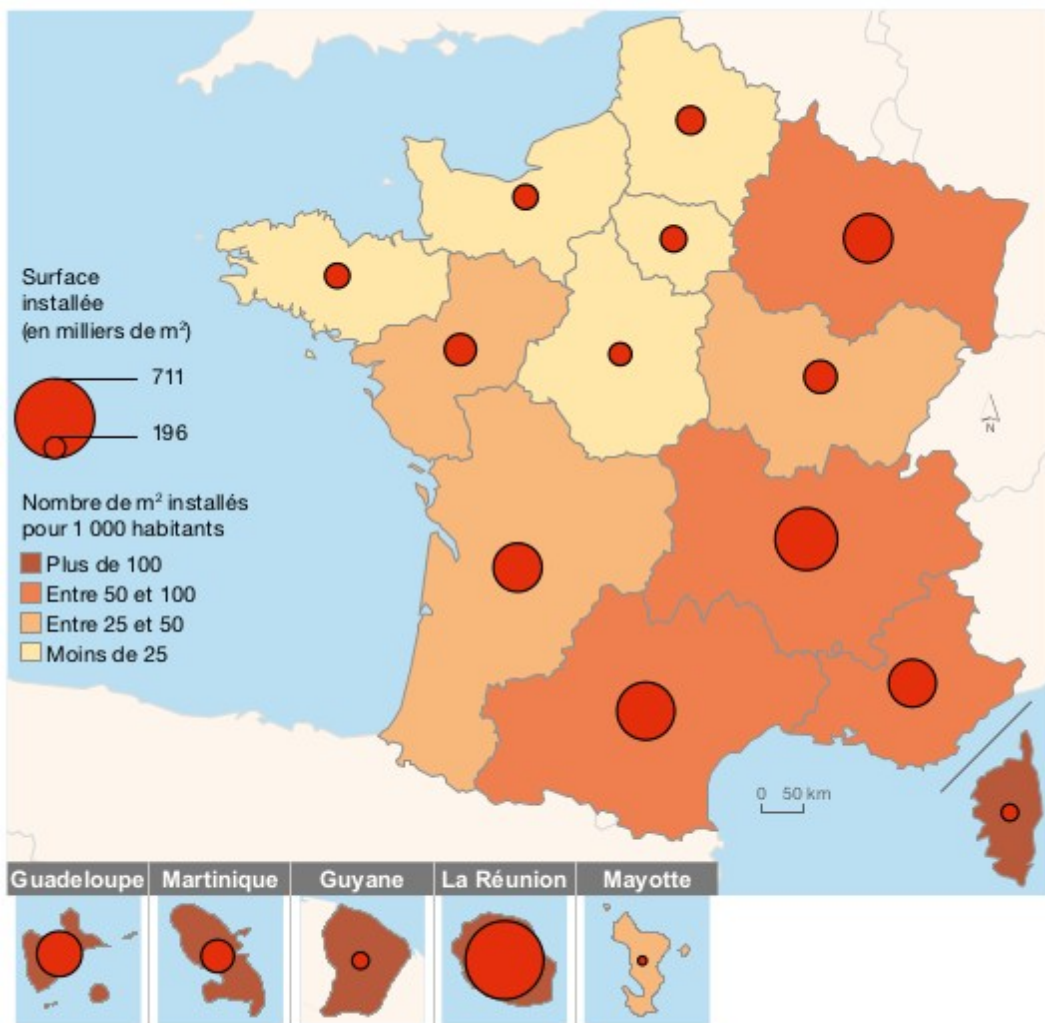 Surface
installée
(en milliers de m²)
711
196
Nombre de m² installés
pour 1 000 habitants
Plus de 100
Entre 50 et 100
Entre 25 et 50
Moins de 25
N
0 50 km
Guadeloupe
Martinique
Guyane
La Réunion
Mayotte